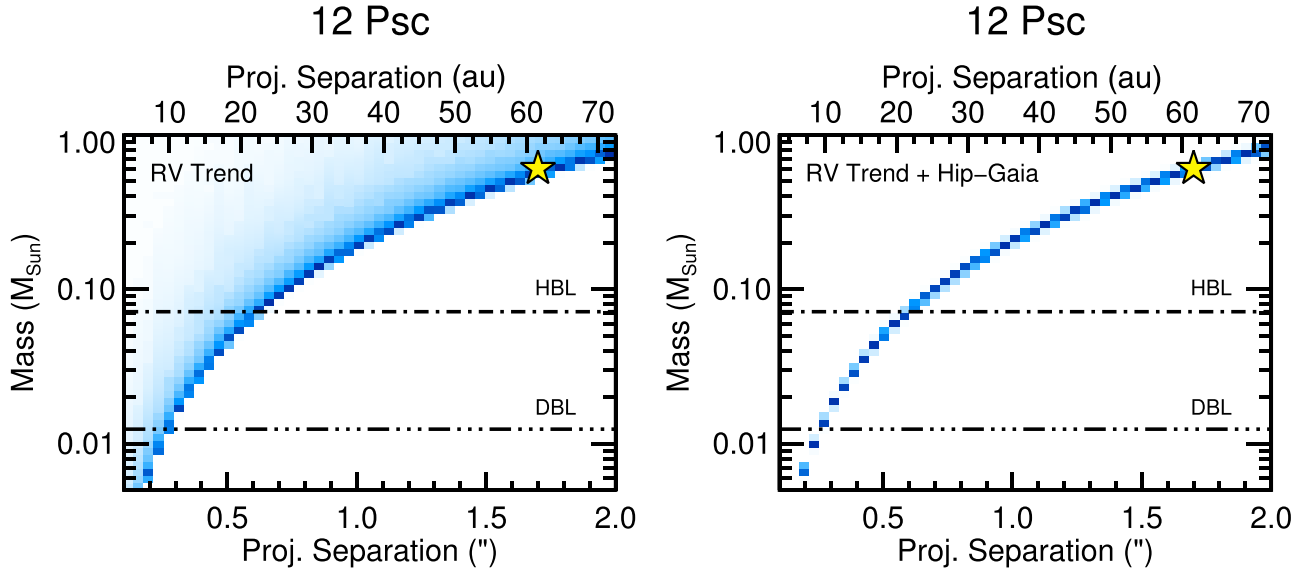 12 Psc
Proj. Separation (au)
10 20 30 40 50 60 70
1.00
RV Trend
0.10
HBL
DBL
0.01
Mass (M_Sun)
0.5 1.0 1.5 2.0
Proj. Separation (")
12 Psc
Proj. Separation (au)
10 20 30 40 50 60 70
1.00
RV Trend + Hip–Gaia
0.10
HBL
DBL
0.01
Mass (M_Sun)
0.5 1.0 1.5 2.0
Proj. Separation (")